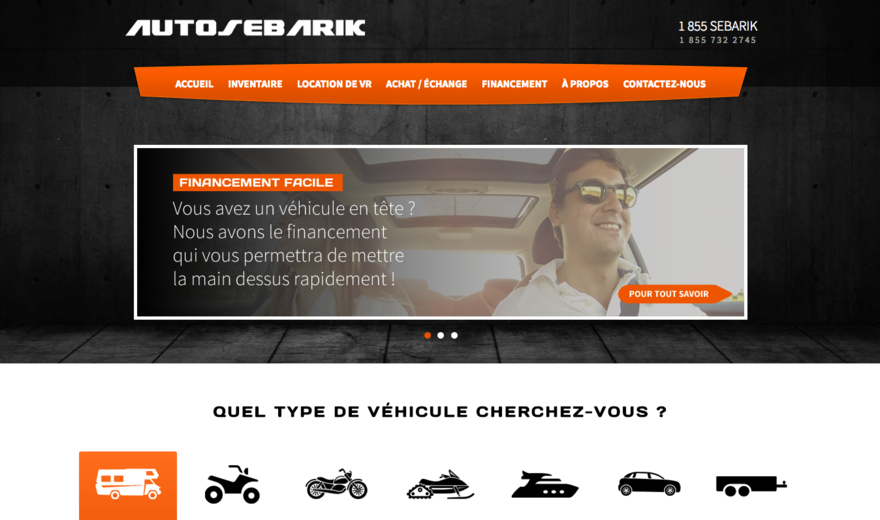 AUTOSEBARIK
1 855 SEBARIK
1 855 732 2745
ACCUEIL INVENTAIRE LOCATION DE VR ACHAT / ÉCHANGE FINANCEMENT À PROPOS CONTACTEZ-NOUS
FINANCEMENT FACILE
Vous avez un véhicule en tête ?
Nous avons le financement
qui vous permettra de mettre
la main dessus rapidement !
POUR TOUT SAVOIR
QUEL TYPE DE VÉHICULE CHERCHEZ-VOUS ?